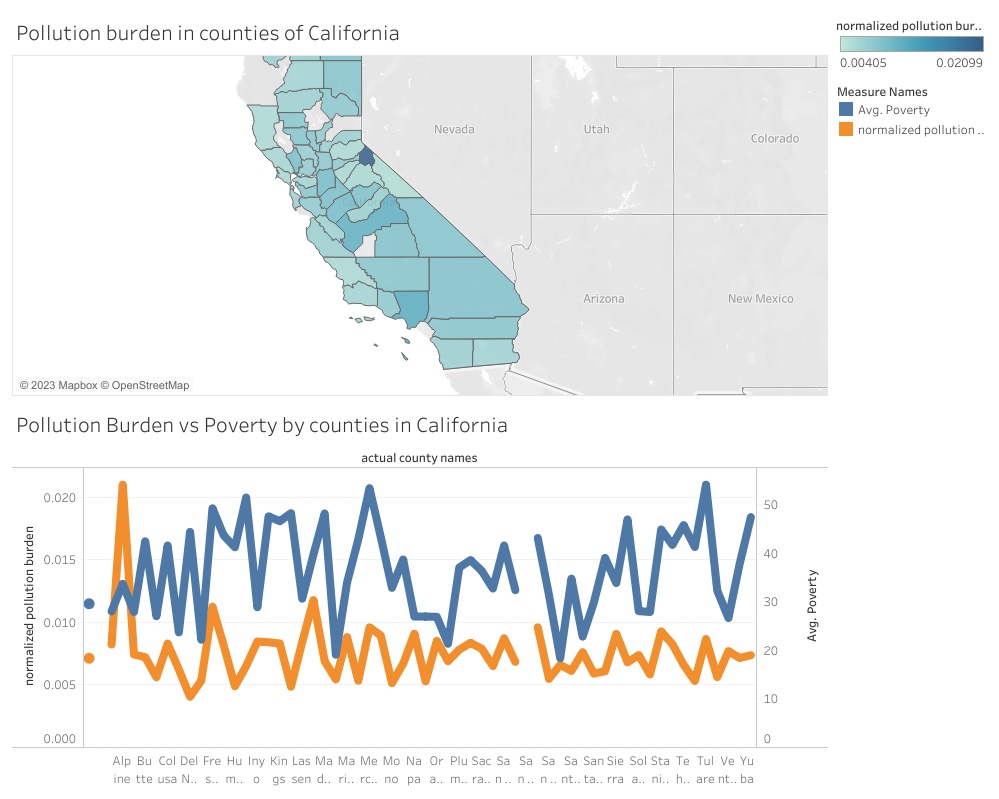 Pollution burden in counties of California
normalized pollution bur..
0.00405 0.02099
Measure Names
Avg. Poverty
normalized pollution ..
Nevada
Utah
Colorado
Arizona
New Mexico
© 2023 Mapbox © OpenStreetMap
Pollution Burden vs Poverty by counties in California
actual county names
normalized pollution burden
0.020
0.015
0.010
0.005
0.000
50
40
30
20
10
0
Avg. Poverty
Alp Bu Col Del Fre Hu Iny Kin Las Ma Ma Me Mo Na Or Plu Sac Sa Sa Sa Sa San Sie Sol Sta Te Tul Ve Yu
ine tte usa N.. s.. m.. o gs sen d.. ri.. rc.. no pa a.. m.. ra.. n .. n .. n .. nt.. ta.. rra a.. ni.. h.. are nt.. ba